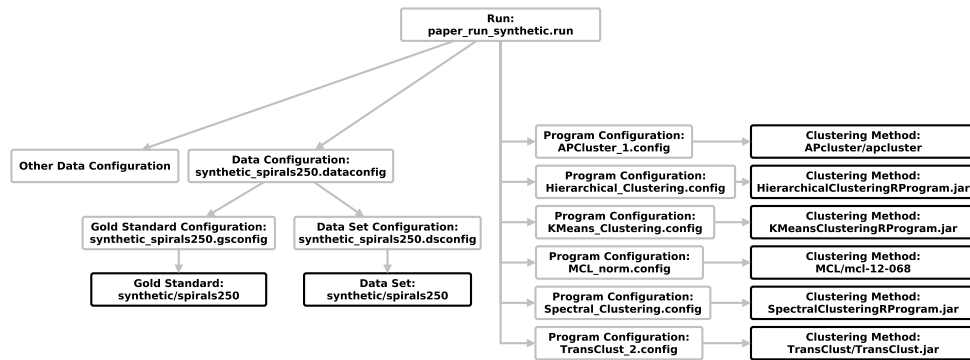 Run:
paper_run_synthetic.run
Other Data Configuration
Data Configuration:
synthetic_spirals250.dataconfig
Gold Standard Configuration:
synthetic_spirals250.gsconfig
Data Set Configuration:
synthetic_spirals250.dsconfig
Gold Standard:
synthetic/spirals250
Data Set:
synthetic/spirals250
Program Configuration:
APCluster_1.config
Clustering Method:
APcluster/apcluster
Program Configuration:
Hierarchical_Clustering.config
Clustering Method:
HierarchicalClusteringRProgram.jar
Program Configuration:
KMeans_Clustering.config
Clustering Method:
KMeansClusteringRProgram.jar
Program Configuration:
MCL_norm.config
Clustering Method:
MCL/mcl-12-068
Program Configuration:
Spectral_Clustering.config
Clustering Method:
SpectralClusteringRProgram.jar
Program Configuration:
TransClust_2.config
Clustering Method:
TransClust/TransClust.jar